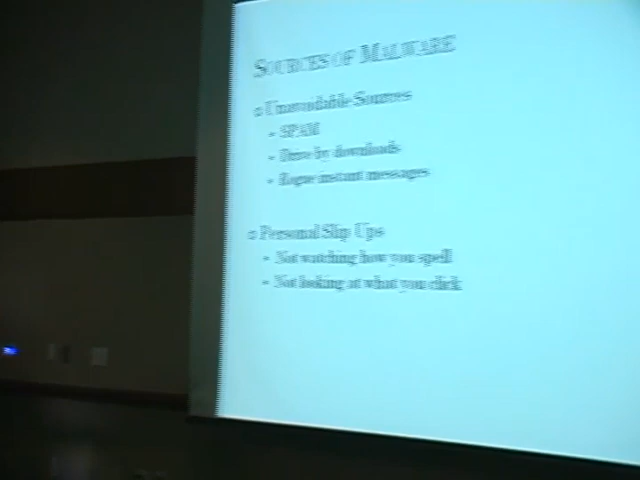 SOURCES OF MALWARE
Unavoidable Sources
SPAM
Drive by downloads
Rogue instant messages
Personal Slip Ups
Not watching how you spell
Not looking at what you click